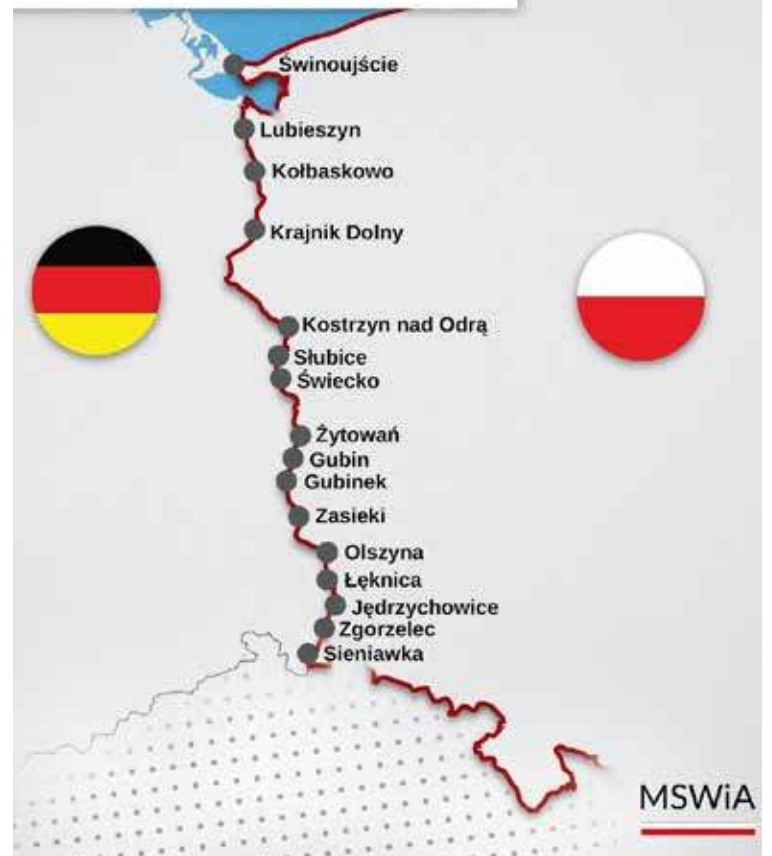 Świnoujście
Lubieszyn
Kołbaskowo
Krajnik Dolny
Kostrzyn nad Odrą
Słubice
Świecko
Żytowań
Gubin
Gubinek
Zasieki
Olszyna
Łęknica
Jędrzychowice
Zgorzelec
Sieniawka
MSWiA